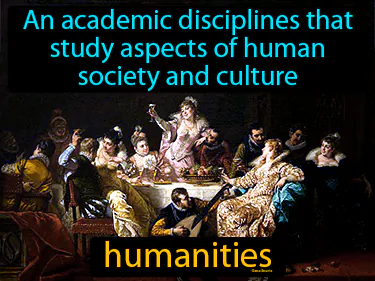 An academic disciplines that
study aspects of human
society and culture
humanities